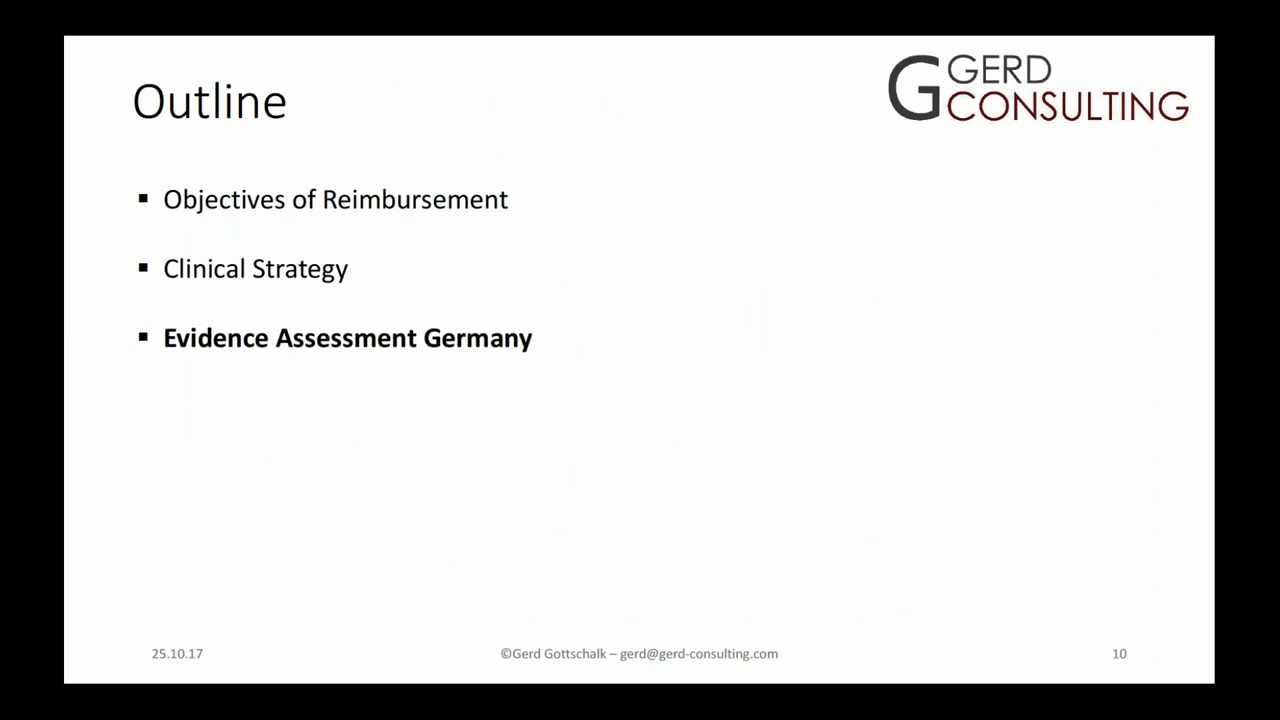 Outline
GERD
CONSULTING
▪ Objectives of Reimbursement
▪ Clinical Strategy
▪ Evidence Assessment Germany
25.10.17
©Gerd Gottschalk – gerd@gerd-consulting.com
10